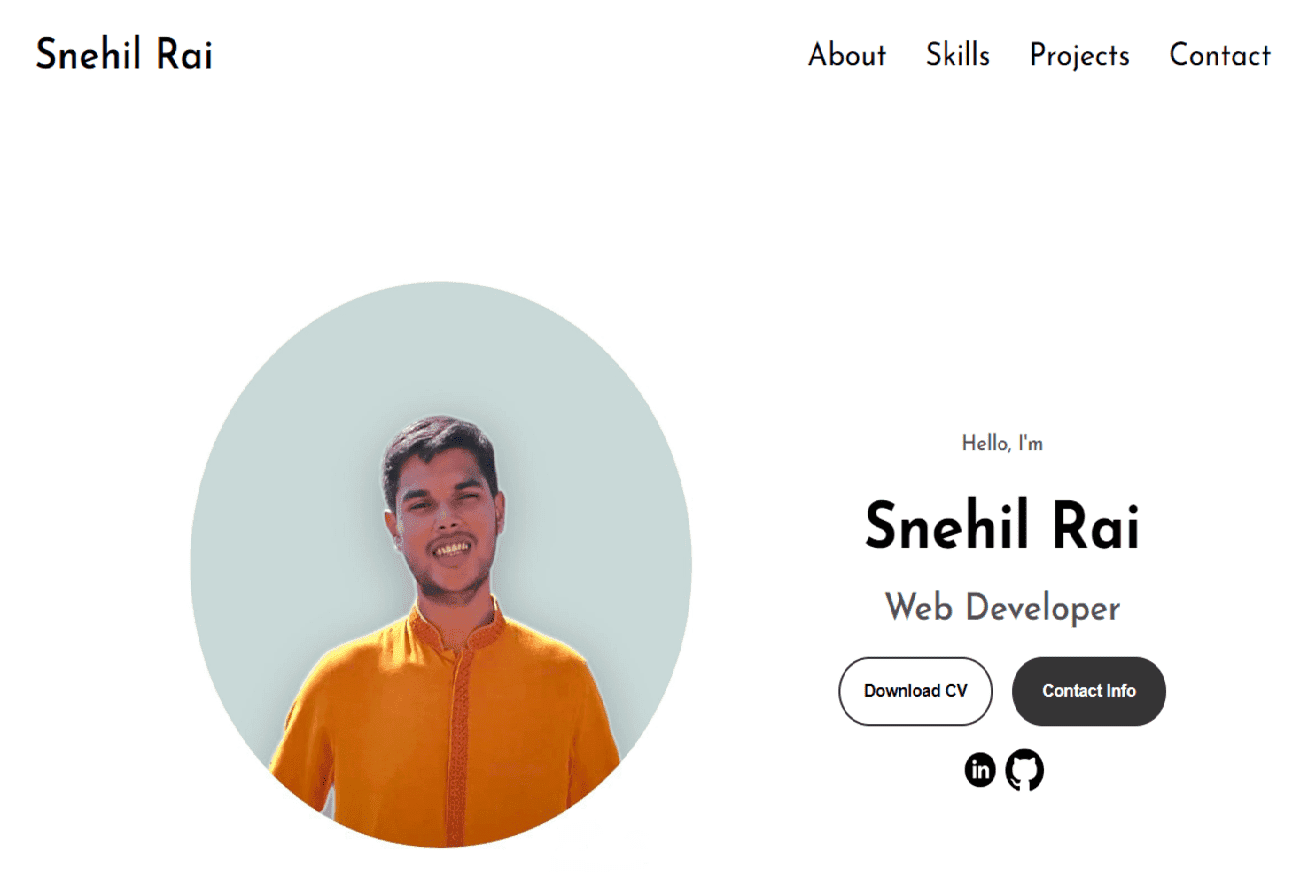 Snehil Rai
About Skills Projects Contact
Hello, I'm
Snehil Rai
Web Developer
Download CV
Contact Info
in